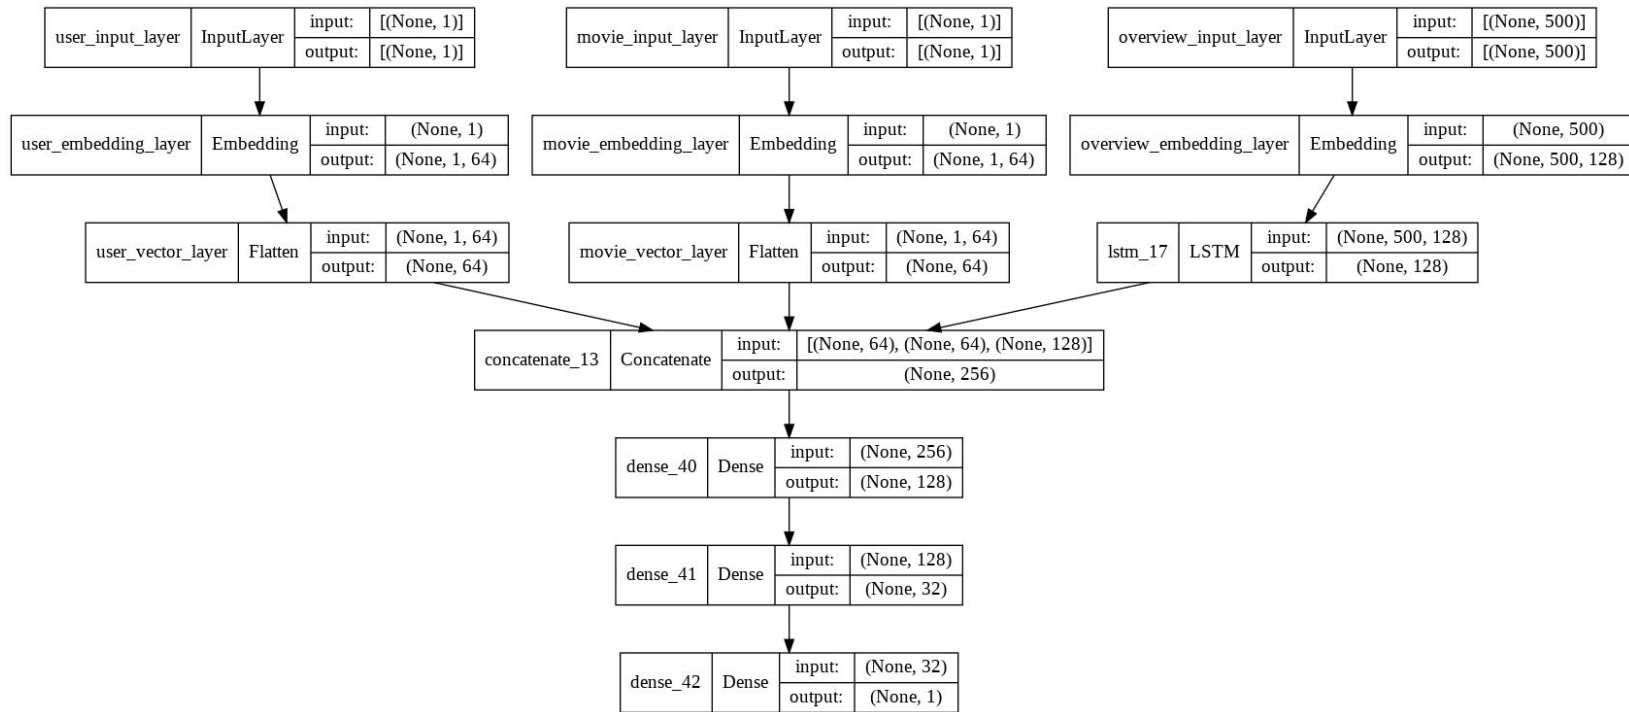 user_input_layer InputLayer input: [(None, 1)]
output: [(None, 1)]
movie_input_layer InputLayer input: [(None, 1)]
output: [(None, 1)]
overview_input_layer InputLayer input: [(None, 500)]
output: [(None, 500)]
user_embedding_layer Embedding input: (None, 1)
output: (None, 1, 64)
movie_embedding_layer Embedding input: (None, 1)
output: (None, 1, 64)
overview_embedding_layer Embedding input: (None, 500)
output: (None, 500, 128)
user_vector_layer Flatten input: (None, 1, 64)
output: (None, 64)
movie_vector_layer Flatten input: (None, 1, 64)
output: (None, 64)
lstm_17 LSTM input: (None, 500, 128)
output: (None, 128)
concatenate_13 Concatenate input: [(None, 64), (None, 64), (None, 128)]
output: (None, 256)
dense_40 Dense input: (None, 256)
output: (None, 128)
dense_41 Dense input: (None, 128)
output: (None, 32)
dense_42 Dense input: (None, 32)
output: (None, 1)